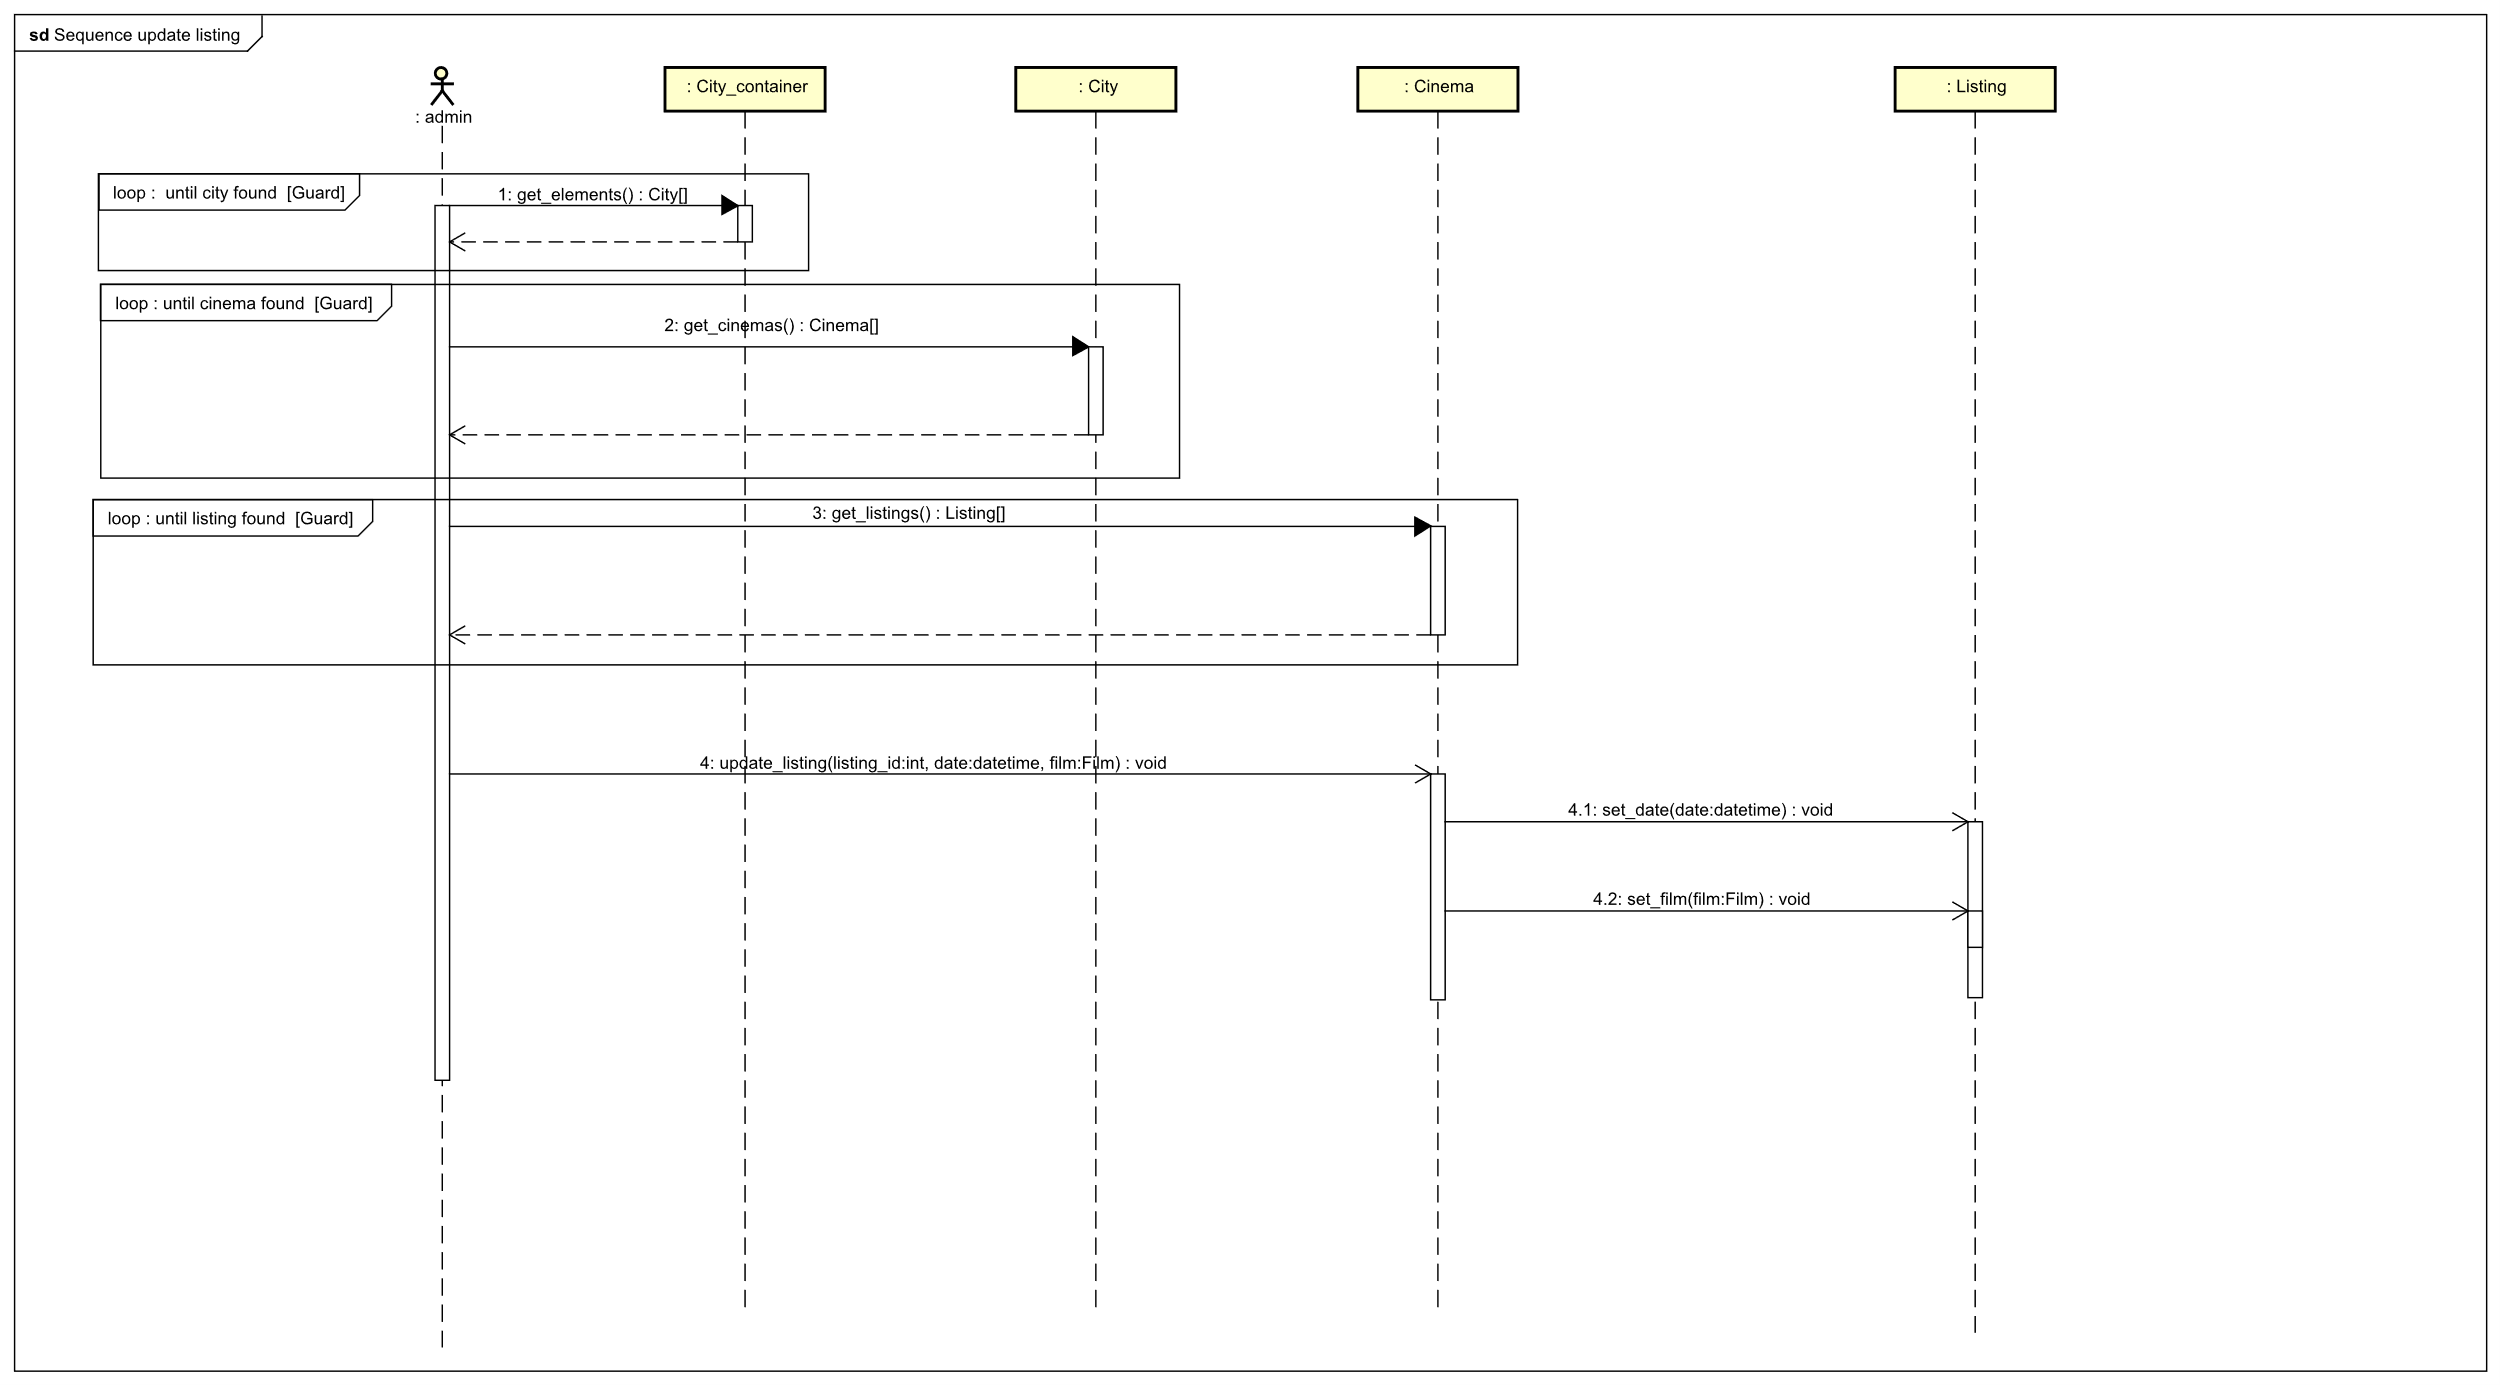 sd Sequence update listing
: admin
: City_container
: City
: Cinema
: Listing
loop :  until city found  [Guard]
1: get_elements() : City[]
loop : until cinema found  [Guard]
2: get_cinemas() : Cinema[]
loop : until listing found  [Guard]
3: get_listings() : Listing[]
4: update_listing(listing_id:int, date:datetime, film:Film) : void
4.1: set_date(date:datetime) : void
4.2: set_film(film:Film) : void